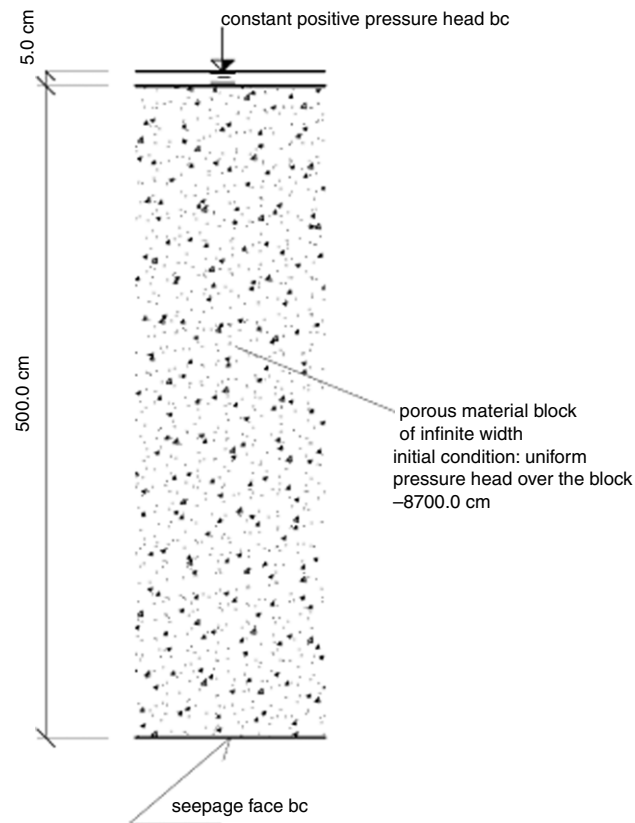 constant positive pressure head bc
5.0 cm
500.0 cm
porous material block
of infinite width
initial condition: uniform
pressure head over the block
–8700.0 cm
seepage face bc